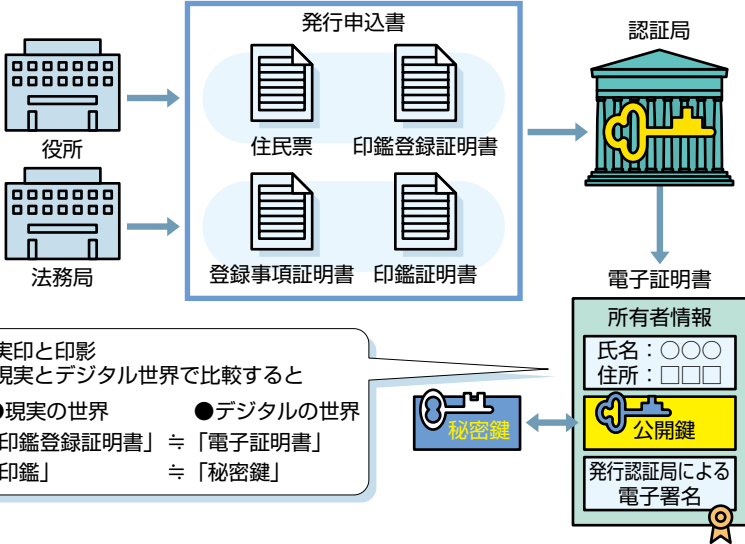 発行申込書
認証局
役所
住民票
印鑑登録証明書
法務局
登録事項証明書
印鑑証明書
電子証明書
所有者情報
氏名：○○○
住所：□□□
公開鍵
秘密鍵
発行認証局による
電子署名
実印と印影
現実とデジタル世界で比較すると
●現実の世界 ●デジタルの世界
印鑑登録証明書」≒「電子証明書」
印鑑」 ≒「秘密鍵」